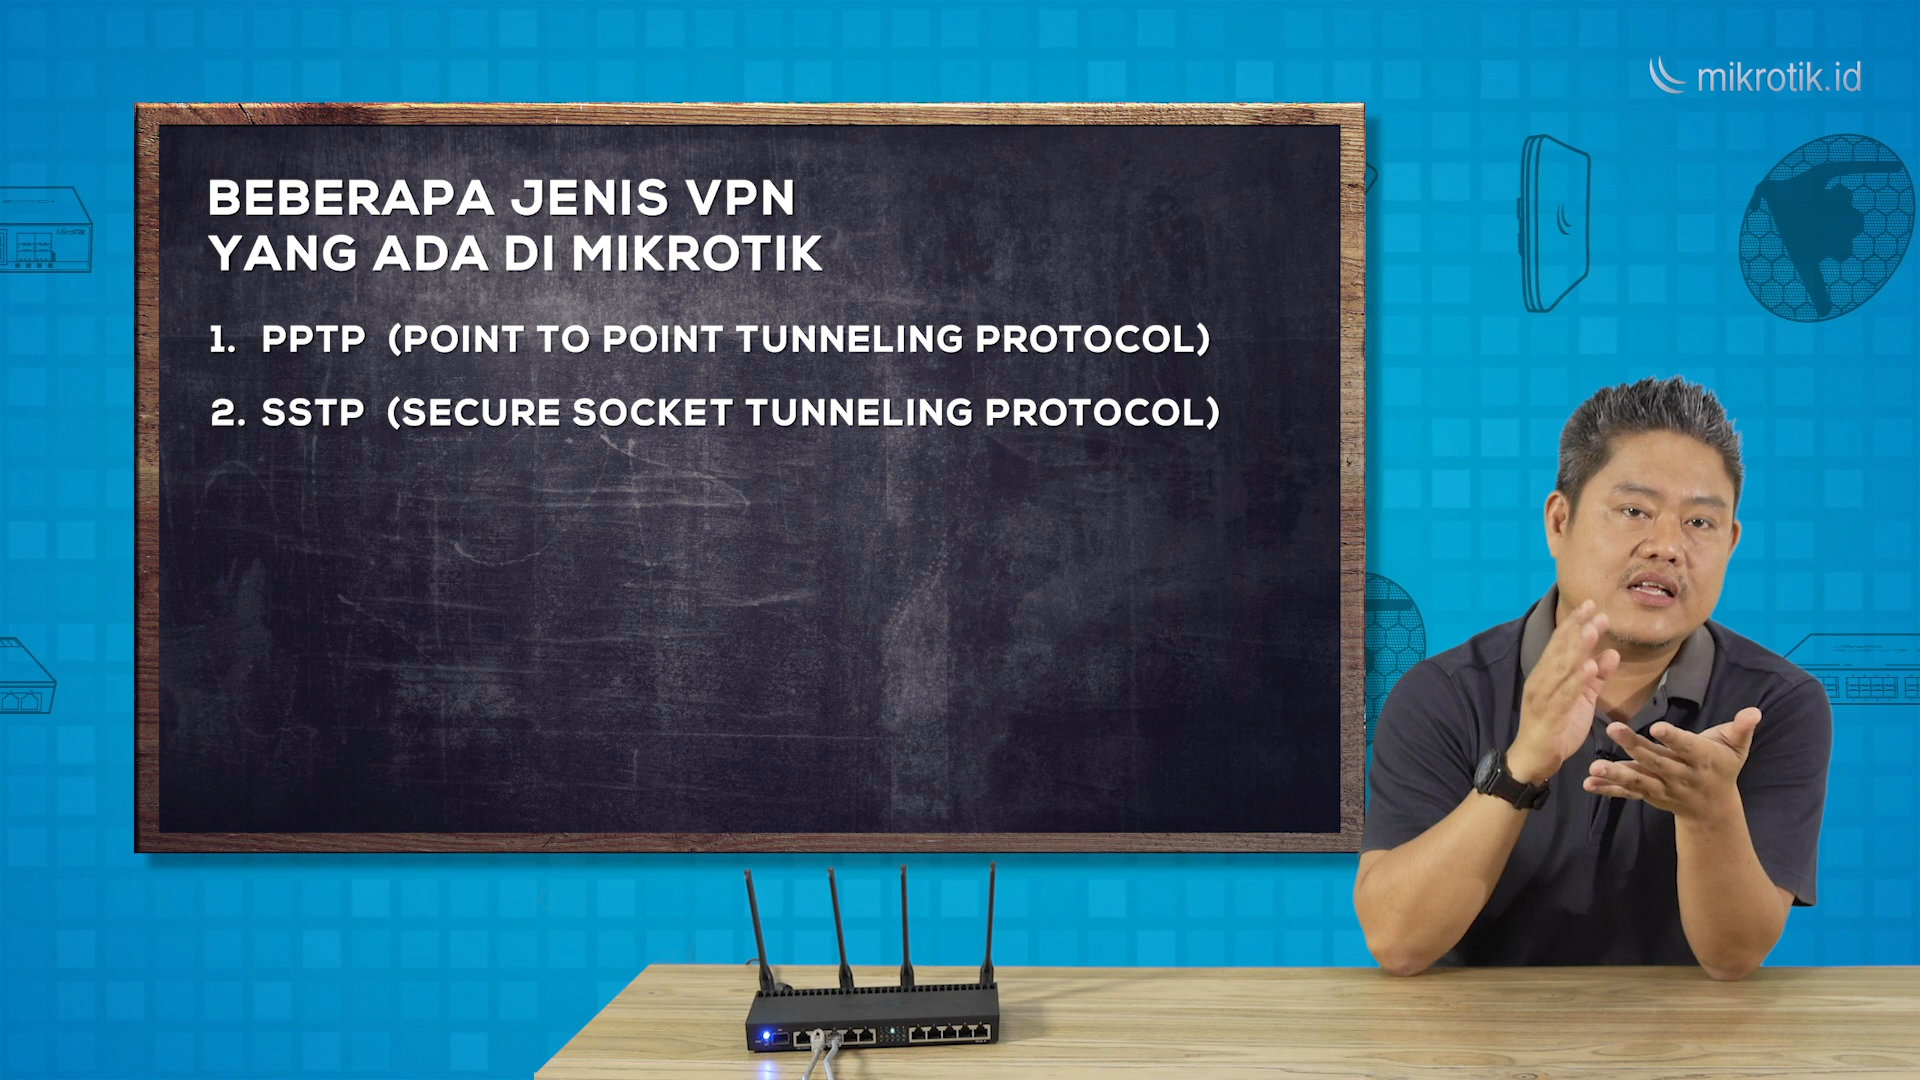 mikrotik.id
BEBERAPA JENIS VPN
YANG ADA DI MIKROTIK
1. PPTP (POINT TO POINT TUNNELING PROTOCOL)
2. SSTP (SECURE SOCKET TUNNELING PROTOCOL)